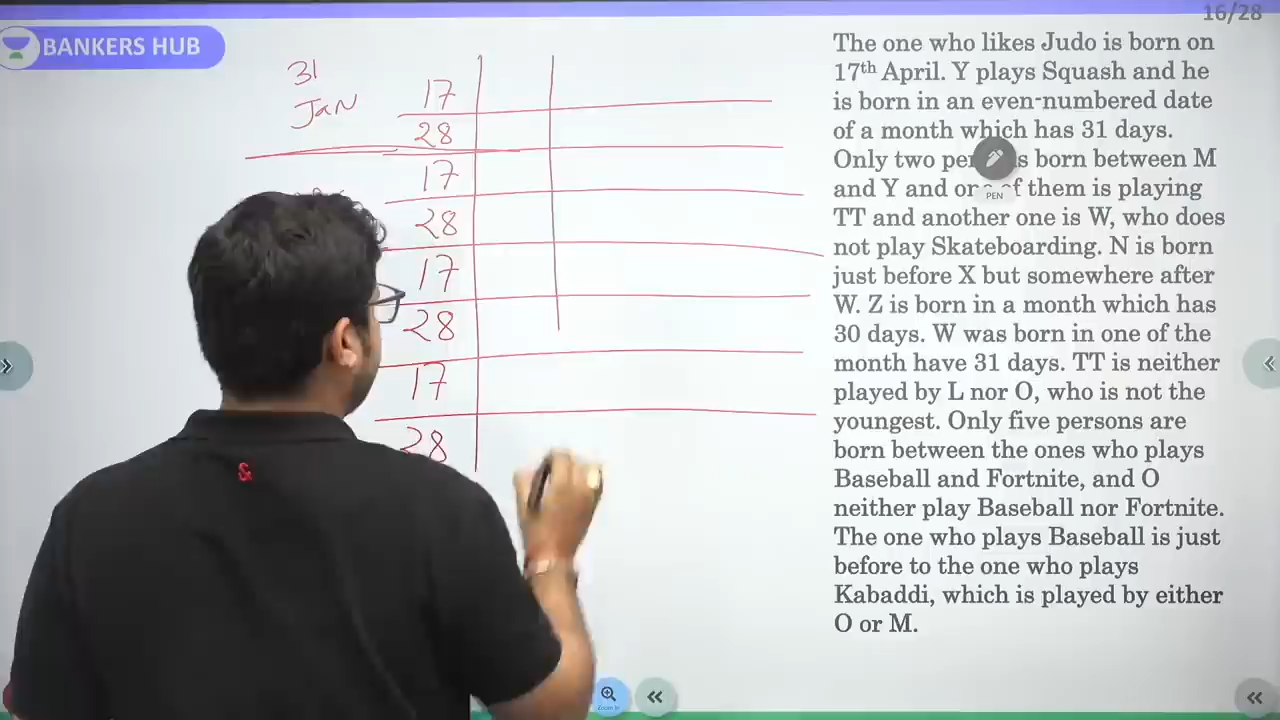 16/28
BANKERS HUB
31
Jan
17
28
17
28
17
28
17
28
The one who likes Judo is born on
17th April. Y plays Squash and he
is born in an even-numbered date
of a month which has 31 days.
Only two per s born between M
and Y and one of them is playing
TT and another one is W, who does
not play Skateboarding. N is born
just before X but somewhere after
W. Z is born in a month which has
30 days. W was born in one of the
month have 31 days. TT is neither
played by L nor O, who is not the
youngest. Only five persons are
born between the ones who plays
Baseball and Fortnite, and O
neither play Baseball nor Fortnite.
The one who plays Baseball is just
before to the one who plays
Kabaddi, which is played by either
O or M.
PEN
Zoom In